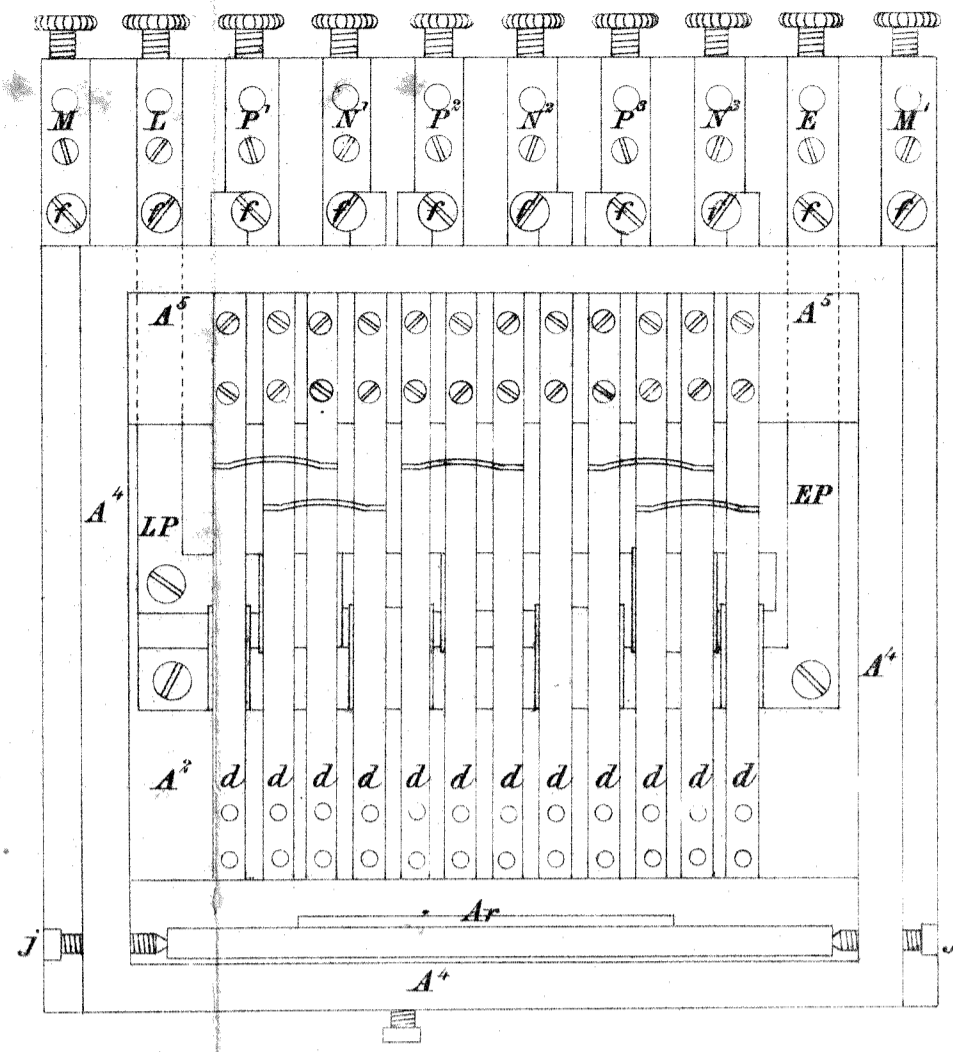 M L P¹ N¹ P² N² P³ N³ E M¹
f f f f f f f f f f
A⁵ A⁵
A⁴ LP EP
A⁴
A² d d d d d d d d d d d d
Ar
j j
A⁴